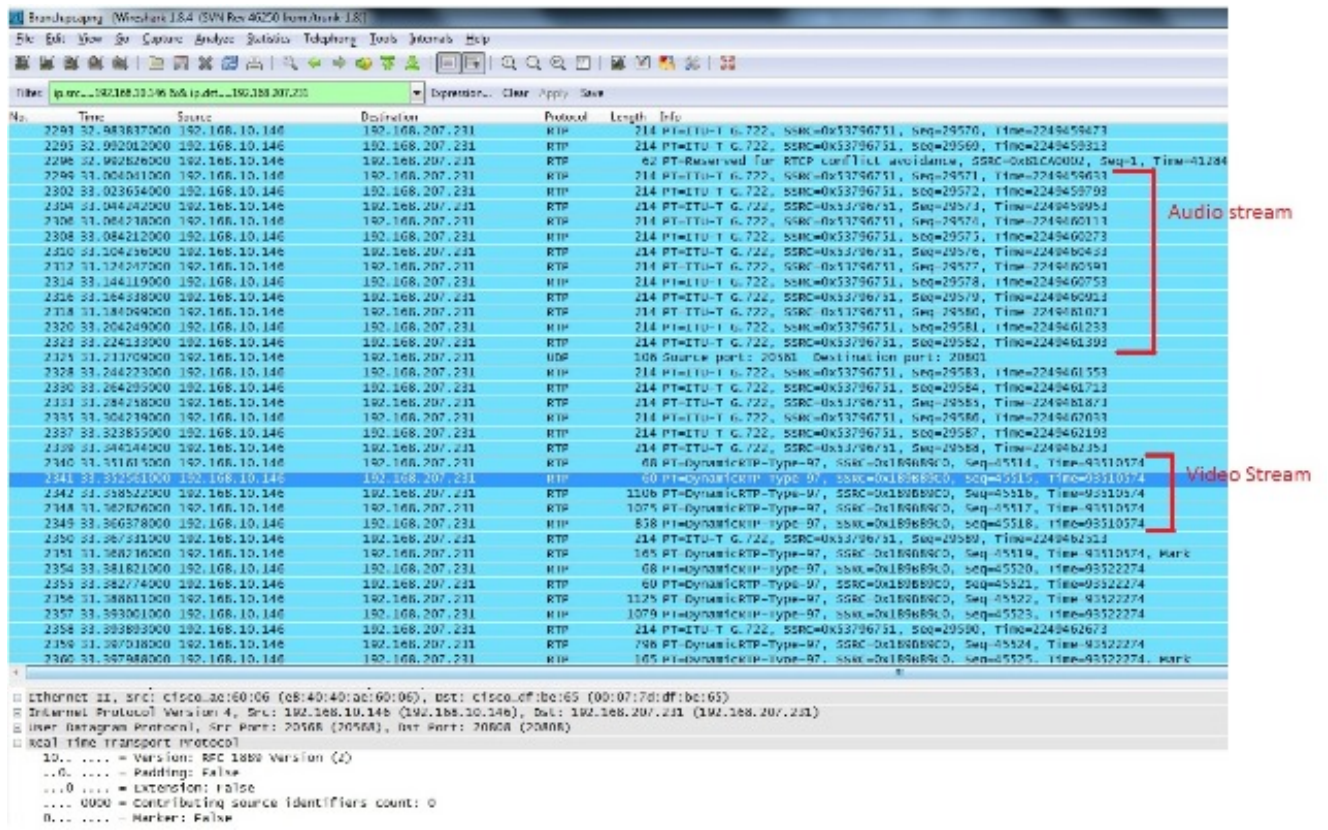 Branch.pcapng [Wireshark 1.8.4 (SVN Rev 46250 from /trunk-1.8)]
File Edit View Go Capture Analyze Statistics Telephony Tools Internals Help
Filter: ip.src==192.168.10.146 && ip.dst==192.168.207.231 Expression... Clear Apply Save
No. Time Source Destination Protocol Length Info
2293 32.983837000 192.168.10.146 192.168.207.231 RTP 214 PT=ITU-T G.722, SSRC=0x53796751, Seq=29570, Time=2249459473
2295 32.992012000 192.168.10.146 192.168.207.231 RTP 214 PT=ITU-T G.722, SSRC=0x53796751, Seq=29569, Time=2249459313
2296 32.992826000 192.168.10.146 192.168.207.231 RTP 62 PT=Reserved for RTCP conflict avoidance, SSRC=0x81CA0002, Seq=1, Time=41284
2299 33.004041000 192.168.10.146 192.168.207.231 RTP 214 PT=ITU-T G.722, SSRC=0x53796751, Seq=29571, Time=2249459633
2302 33.023654000 192.168.10.146 192.168.207.231 RTP 214 PT=ITU-T G.722, SSRC=0x53796751, Seq=29572, Time=2249459793
2304 33.044242000 192.168.10.146 192.168.207.231 RTP 214 PT=ITU-T G.722, SSRC=0x53796751, Seq=29573, Time=2249459953
2306 33.064238000 192.168.10.146 192.168.207.231 RTP 214 PT=ITU-T G.722, SSRC=0x53796751, Seq=29574, Time=2249460113
Audio stream
2308 33.084212000 192.168.10.146 192.168.207.231 RTP 214 PT=ITU-T G.722, SSRC=0x53796751, Seq=29575, Time=2249460273
2310 33.104256000 192.168.10.146 192.168.207.231 RTP 214 PT=ITU-T G.722, SSRC=0x53796751, Seq=29576, Time=2249460433
2312 33.124247000 192.168.10.146 192.168.207.231 RTP 214 PT=ITU-T G.722, SSRC=0x53796751, Seq=29577, Time=2249460593
2314 33.144119000 192.168.10.146 192.168.207.231 RTP 214 PT=ITU-T G.722, SSRC=0x53796751, Seq=29578, Time=2249460753
2316 33.164338000 192.168.10.146 192.168.207.231 RTP 214 PT=ITU-T G.722, SSRC=0x53796751, Seq=29579, Time=2249460913
2318 33.184099000 192.168.10.146 192.168.207.231 RTP 214 PT=ITU-T G.722, SSRC=0x53796751, Seq=29580, Time=2249461073
2320 33.204249000 192.168.10.146 192.168.207.231 RTP 214 PT=ITU-T G.722, SSRC=0x53796751, Seq=29581, Time=2249461233
2323 33.224133000 192.168.10.146 192.168.207.231 RTP 214 PT=ITU-T G.722, SSRC=0x53796751, Seq=29582, Time=2249461393
2325 33.233709000 192.168.10.146 192.168.207.231 UDP 106 Source port: 20561 Destination port: 20801
2328 33.244223000 192.168.10.146 192.168.207.231 RTP 214 PT=ITU-T G.722, SSRC=0x53796751, Seq=29583, Time=2249461553
2330 33.264295000 192.168.10.146 192.168.207.231 RTP 214 PT=ITU-T G.722, SSRC=0x53796751, Seq=29584, Time=2249461713
2333 33.284258000 192.168.10.146 192.168.207.231 RTP 214 PT=ITU-T G.722, SSRC=0x53796751, Seq=29585, Time=2249461873
2335 33.304239000 192.168.10.146 192.168.207.231 RTP 214 PT=ITU-T G.722, SSRC=0x53796751, Seq=29586, Time=2249462033
2337 33.323855000 192.168.10.146 192.168.207.231 RTP 214 PT=ITU-T G.722, SSRC=0x53796751, Seq=29587, Time=2249462193
2339 33.344144000 192.168.10.146 192.168.207.231 RTP 214 PT=ITU-T G.722, SSRC=0x53796751, Seq=29588, Time=2249462353
2340 33.351615000 192.168.10.146 192.168.207.231 RTP 68 PT=DynamicRTP-Type-97, SSRC=0x189B89C0, Seq=45514, Time=93510574
2341 33.352561000 192.168.10.146 192.168.207.231 RTP 60 PT=DynamicRTP-Type-97, SSRC=0x189B89C0, Seq=45515, Time=93510574
Video Stream
2342 33.358522000 192.168.10.146 192.168.207.231 RTP 1106 PT=DynamicRTP-Type-97, SSRC=0x189B89C0, Seq=45516, Time=93510574
2348 33.362826000 192.168.10.146 192.168.207.231 RTP 1075 PT=DynamicRTP-Type-97, SSRC=0x189B89C0, Seq=45517, Time=93510574
2349 33.366378000 192.168.10.146 192.168.207.231 RTP 858 PT=DynamicRTP-Type-97, SSRC=0x189B89C0, Seq=45518, Time=93510574
2350 33.367331000 192.168.10.146 192.168.207.231 RTP 214 PT=ITU-T G.722, SSRC=0x53796751, Seq=29589, Time=2249462513
2351 33.368216000 192.168.10.146 192.168.207.231 RTP 165 PT=DynamicRTP-Type-97, SSRC=0x189B89C0, Seq=45519, Time=93510574, Mark
2354 33.381821000 192.168.10.146 192.168.207.231 RTP 68 PT=DynamicRTP-Type-97, SSRC=0x189B89C0, Seq=45520, Time=93522274
2355 33.382774000 192.168.10.146 192.168.207.231 RTP 60 PT=DynamicRTP-Type-97, SSRC=0x189B89C0, Seq=45521, Time=93522274
2356 33.388611000 192.168.10.146 192.168.207.231 RTP 1125 PT=DynamicRTP-Type-97, SSRC=0x189B89C0, Seq=45522, Time=93522274
2357 33.393001000 192.168.10.146 192.168.207.231 RTP 1079 PT=DynamicRTP-Type-97, SSRC=0x189B89C0, Seq=45523, Time=93522274
2358 33.393893000 192.168.10.146 192.168.207.231 RTP 214 PT=ITU-T G.722, SSRC=0x53796751, Seq=29590, Time=2249462673
2359 33.397018000 192.168.10.146 192.168.207.231 RTP 796 PT=DynamicRTP-Type-97, SSRC=0x189B89C0, Seq=45524, Time=93522274
2360 33.397988000 192.168.10.146 192.168.207.231 RTP 165 PT=DynamicRTP-Type-97, SSRC=0x189B89C0, Seq=45525, Time=93522274, Mark
Ethernet II, Src: Cisco_ae:60:06 (e8:40:40:ae:60:06), Dst: Cisco_df:be:65 (00:07:7d:df:be:65)
Internet Protocol Version 4, Src: 192.168.10.146 (192.168.10.146), Dst: 192.168.207.231 (192.168.207.231)
User Datagram Protocol, Src Port: 20568 (20568), Dst Port: 20808 (20808)
Real-Time Transport Protocol
10.. .... = Version: RFC 1889 Version (2)
..0. .... = Padding: False
...0 .... = Extension: False
.... 0000 = Contributing source identifiers count: 0
0... .... = Marker: False